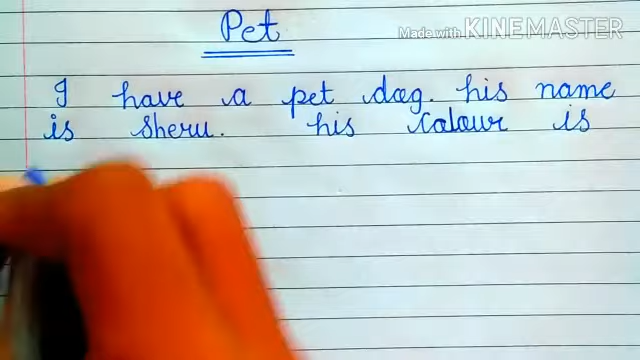 Made with KINEMASTER
Pet
I have a pet dog. his name
is sheru. his colour is